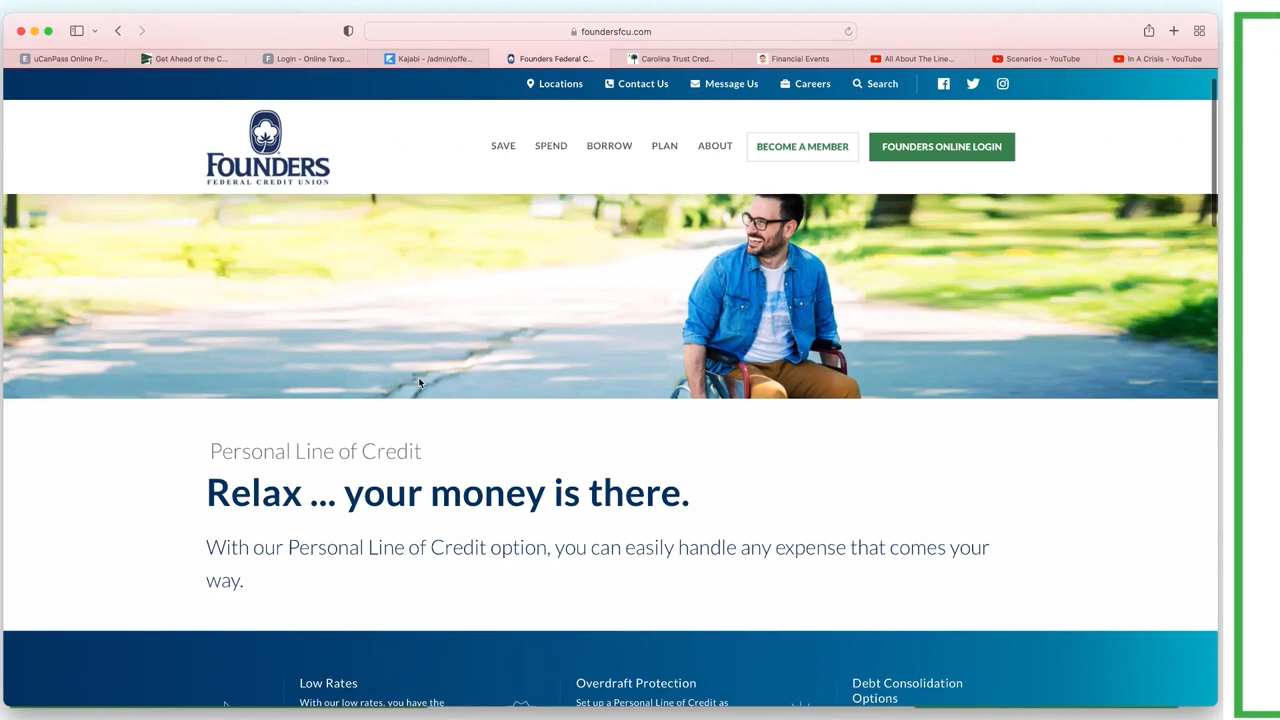 foundersfcu.com
uCanPass Online Pr...
Get Ahead of the C...
Login - Online Taxp...
Kajabi - /admin/offe...
Founders Federal C...
Carolina Trust Cred...
Financial Events
All About The Line...
Scenarios - YouTube
In A Crisis - YouTube
Locations
Contact Us
Message Us
Careers
Search
FOUNDERS
FEDERAL CREDIT UNION
SAVE
SPEND
BORROW
PLAN
ABOUT
BECOME A MEMBER
FOUNDERS ONLINE LOGIN
Personal Line of Credit
Relax ... your money is there.
With our Personal Line of Credit option, you can easily handle any expense that comes your
way.
Low Rates
With our low rates, you have the
Overdraft Protection
Set up a Personal Line of Credit as
Debt Consolidation
Options